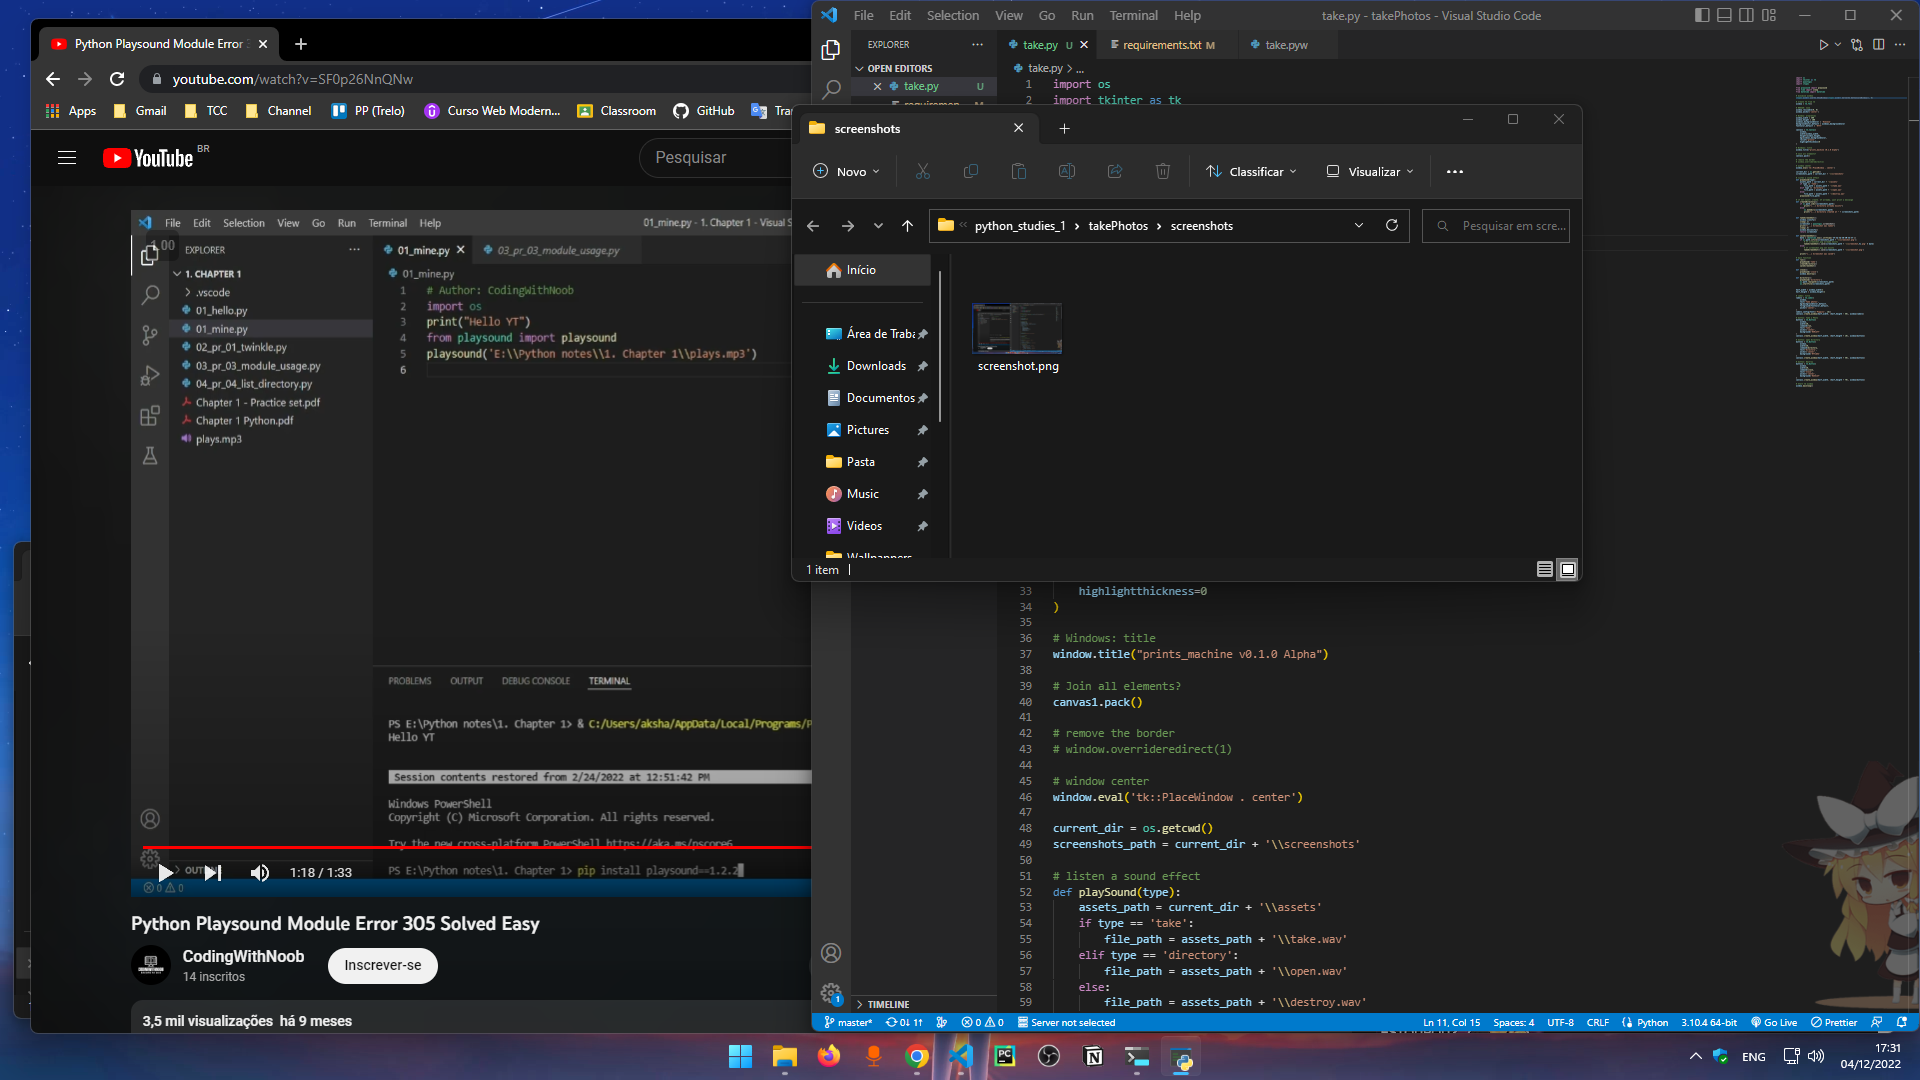 Python Playsound Module Error
youtube.com/watch?v=SF0p26NnQNw
Apps
Gmail
TCC
Channel
PP (Trelo)
Curso Web Modern...
Classroom
GitHub
YouTube
BR
Pesquisar
File Edit Selection View Go Run Terminal Help
01_mine.py - 1. Chapter 1 - Visual S
1.00
EXPLORER
1. CHAPTER 1
.vscode
01_hello.py
01_mine.py
02_pr_01_twinkle.py
03_pr_03_module_usage.py
04_pr_04_list_directory.py
Chapter 1 - Practice set.pdf
Chapter 1 Python.pdf
plays.mp3
01_mine.py
03_pr_03_module_usage.py
01_mine.py
1 # Author: CodingWithNoob
2 import os
3 print("Hello YT")
4 from playsound import playsound
5 playsound('E:\\Python notes\\1. Chapter 1\\plays.mp3')
6
PROBLEMS OUTPUT DEBUG CONSOLE TERMINAL
PS E:\Python notes\1. Chapter 1> & C:/Users/aksha/AppData/Local/Programs/P
Hello YT
Session contents restored from 2/24/2022 at 12:51:42 PM
Windows PowerShell
Copyright (C) Microsoft Corporation. All rights reserved.
Try the new cross-platform PowerShell https://aka.ms/pscore6
PS E:\Python notes\1. Chapter 1> pip install playsound==1.2.2
1:18 / 1:33
0 0
Python Playsound Module Error 305 Solved Easy
CodingWithNoob
14 inscritos
Inscrever-se
3,5 mil visualizações há 9 meses
File Edit Selection View Go Run Terminal Help
take.py - takePhotos - Visual Studio Code
EXPLORER
OPEN EDITORS
take.py U
take.py U
requirements.txt M
take.pyw
take.py > ...
1 import os
2 import tkinter as tk
screenshots
Novo
Classificar
Visualizar
python_studies_1 > takePhotos > screenshots
Pesquisar em scre...
Início
Área de Traba
Downloads
Documentos
Pictures
Pasta
Music
Videos
Wallpappers
screenshot.png
1 item
33 highlightthickness=0
34 )
35
36 # Windows: title
37 window.title("prints_machine v0.1.0 Alpha")
38
39 # Join all elements?
40 canvas1.pack()
41
42 # remove the border
43 # window.overrideredirect(1)
44
45 # window center
46 window.eval('tk::PlaceWindow . center')
47
48 current_dir = os.getcwd()
49 screenshots_path = current_dir + '\\screenshots'
50
51 # listen a sound effect
52 def playSound(type):
53 assets_path = current_dir + '\\assets'
54 if type == 'take':
55 file_path = assets_path + '\\take.wav'
56 elif type == 'directory':
57 file_path = assets_path + '\\open.wav'
58 else:
59 file_path = assets_path + '\\destroy.wav'
TIMELINE
1
master*
0↓ 1↑
0 0
Server not selected
Ln 11, Col 15
Spaces: 4
UTF-8
CRLF
Python
3.10.4 64-bit
Go Live
Prettier
ENG
17:31
04/12/2022